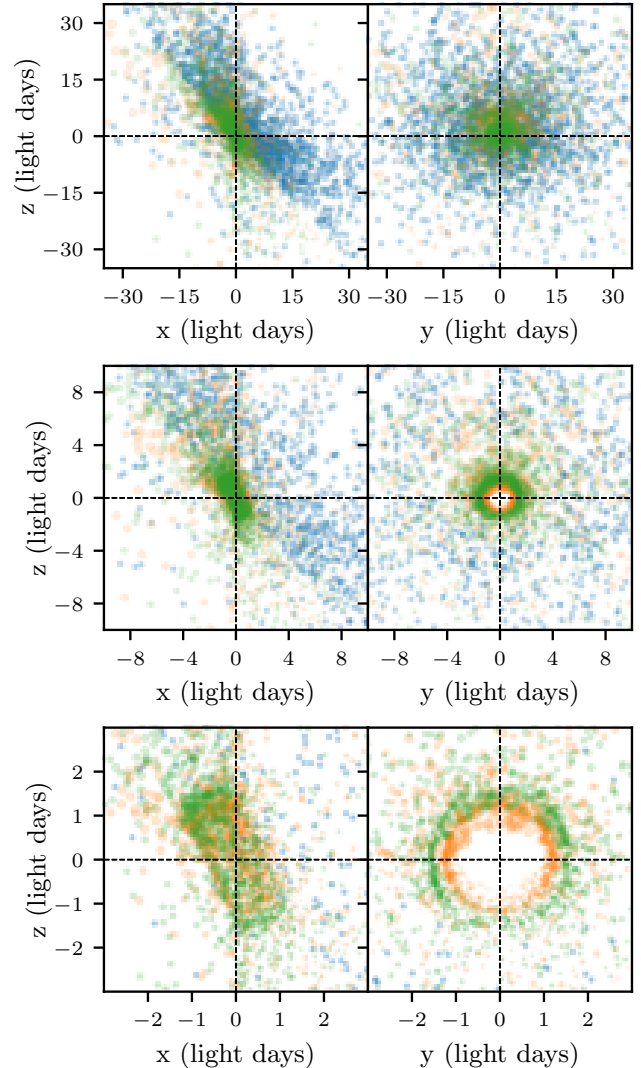 30
15
0
−15
−30
z (light days)
−30 −15 0 15 30 −30 −15 0 15 30
x (light days) y (light days)
8
4
0
−4
−8
z (light days)
−8 −4 0 4 8 −8 −4 0 4 8
x (light days) y (light days)
2
1
0
−1
−2
z (light days)
−2 −1 0 1 2 −2 −1 0 1 2
x (light days) y (light days)